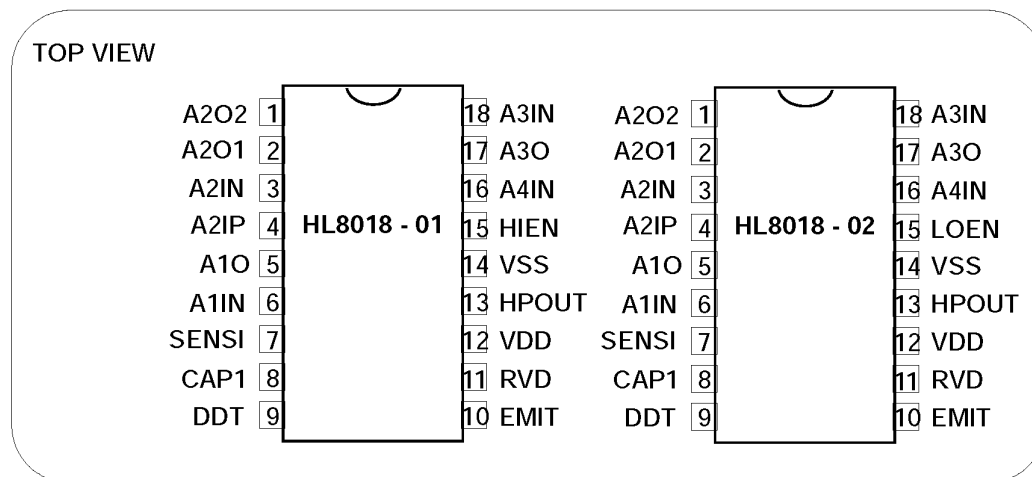 TOP VIEW
A2O2 1 18 A3IN
A2O1 2 17 A3O
A2IN 3 16 A4IN
A2IP 4 HL8018 - 01 15 HIEN
A1O 5 14 VSS
A1IN 6 13 HPOUT
SENSI 7 12 VDD
CAP1 8 11 RVD
DDT 9 10 EMIT
A2O2 1 18 A3IN
A2O1 2 17 A3O
A2IN 3 16 A4IN
A2IP 4 HL8018 - 02 15 LOEN
A1O 5 14 VSS
A1IN 6 13 HPOUT
SENSI 7 12 VDD
CAP1 8 11 RVD
DDT 9 10 EMIT